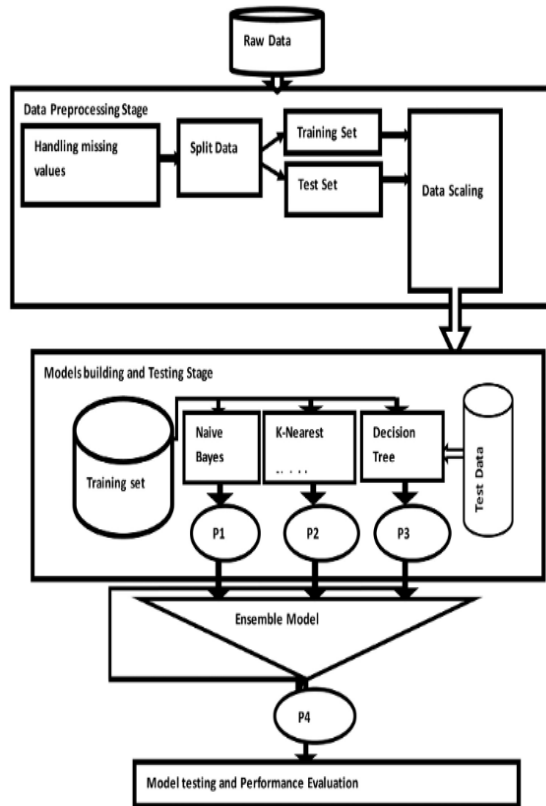 Raw Data
Data Preprocessing Stage
Handling missing
values
Split Data
Training Set
Test Set
Data Scaling
Models building and Testing Stage
Training set
Naive
Bayes
K-Nearest
Decision
Tree
Test Data
P1
P2
P3
Ensemble Model
P4
Model testing and Performance Evaluation